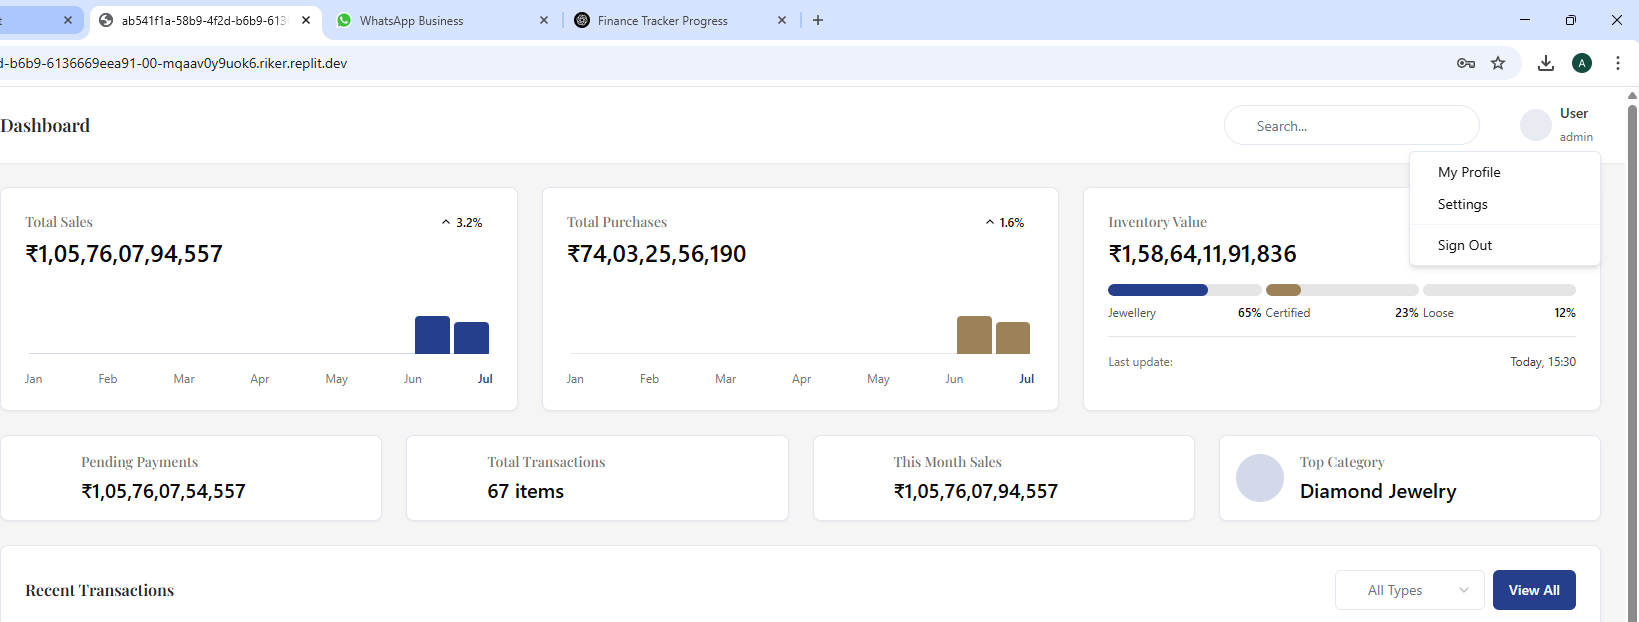 t
ab541f1a-58b9-4f2d-b6b9-613
WhatsApp Business
Finance Tracker Progress
d-b6b9-6136669eea91-00-mqaav0y9uok6.riker.replit.dev
A
Dashboard
Search...
User
admin
My Profile
Settings
Sign Out
Total Sales
3.2%
₹1,05,76,07,94,557
Jan Feb Mar Apr May Jun Jul
Total Purchases
1.6%
₹74,03,25,56,190
Jan Feb Mar Apr May Jun Jul
Inventory Value
₹1,58,64,11,91,836
Jewellery 65% Certified 23% Loose 12%
Last update: Today, 15:30
Pending Payments
₹1,05,76,07,54,557
Total Transactions
67 items
This Month Sales
₹1,05,76,07,94,557
Top Category
Diamond Jewelry
Recent Transactions
All Types
View All